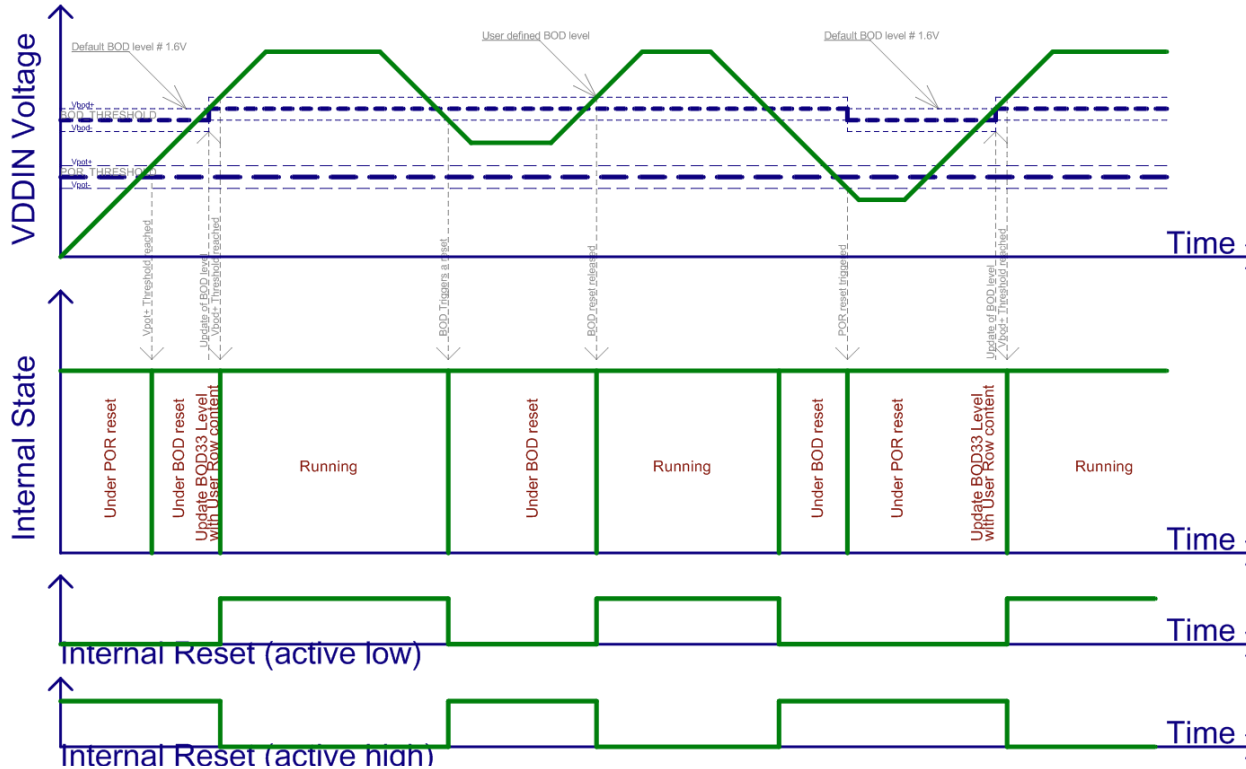 VDDIN Voltage
Default BOD level # 1.6V
User defined BOD level
Default BOD level # 1.6V
Vbod+
BOD_THRESHOLD
Vbod-
Vpot+
POR_THRESHOLD
Vpot-
Time
Vpot+ Threshold reached
Update of BOD level
Vbod+ Threshold reached
BOD Triggers a reset
BOD reset released
POR reset triggered
Update of BOD level
Vbod+ Threshold reached
Internal State
Under POR reset
Under BOD reset
Update BOD33 Level
with User Row content
Running
Under BOD reset
Running
Under BOD reset
Under POR reset
Update BOD33 Level
with User Row content
Running
Time
Time
Internal Reset (active low)
Time
Internal Reset (active high)